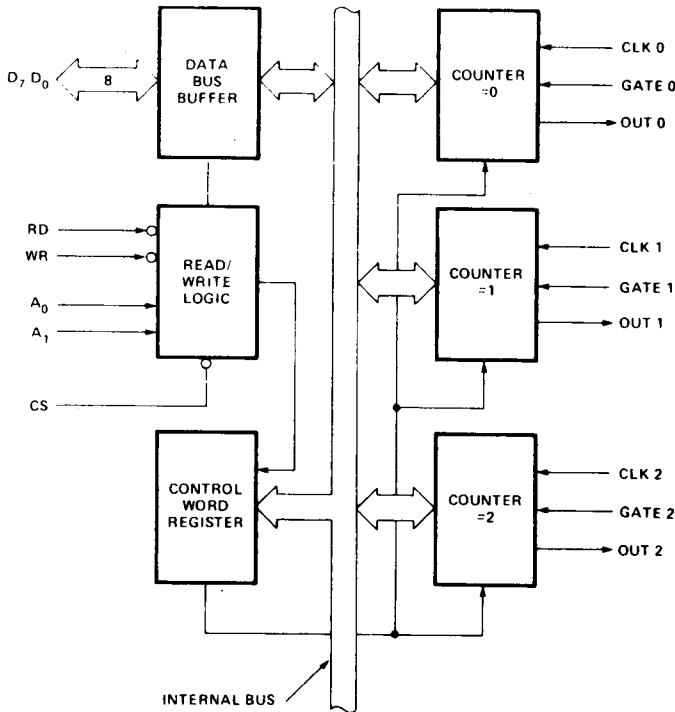 DATA
BUS
BUFFER
D7 D0
8
COUNTER
=0
CLK 0
GATE 0
OUT 0
RD
WR
A0
A1
CS
READ/
WRITE
LOGIC
COUNTER
=1
CLK 1
GATE 1
OUT 1
CONTROL
WORD
REGISTER
COUNTER
=2
CLK 2
GATE 2
OUT 2
INTERNAL BUS